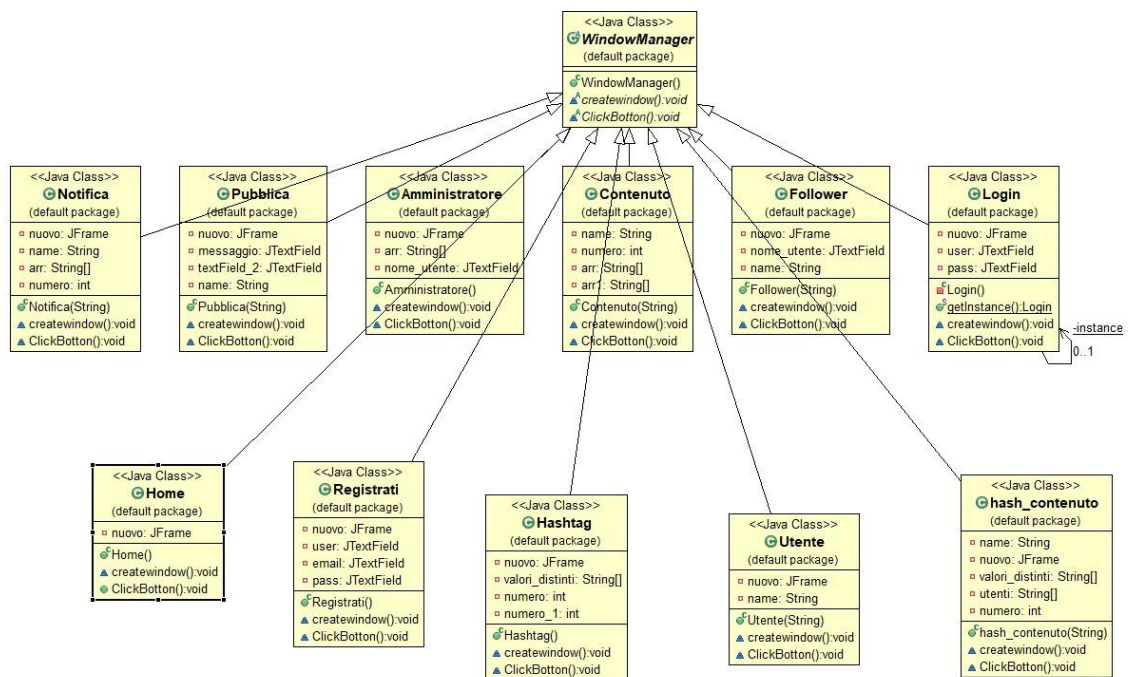 <<Java Class>>
WindowManager
(default package)
WindowManager()
createwindow():void
ClickBotton():void
<<Java Class>>
Notifica
(default package)
nuovo: JFrame
name: String
arr: String[]
numero: int
Notifica(String)
createwindow():void
ClickBotton():void
<<Java Class>>
Pubblica
(default package)
nuovo: JFrame
messaggio: JTextField
textField_2: JTextField
name: String
Pubblica(String)
createwindow():void
ClickBotton():void
<<Java Class>>
Amministratore
(default package)
nuovo: JFrame
arr: String[]
nome_utente: JTextField
Amministratore()
createwindow():void
ClickBotton():void
<<Java Class>>
Contenuto
(default package)
name: String
numero: int
arr: String[]
arr1: String[]
Contenuto(String)
createwindow():void
ClickBotton():void
<<Java Class>>
Follower
(default package)
nuovo: JFrame
nome_utente: JTextField
name: String
Follower(String)
createwindow():void
ClickBotton():void
<<Java Class>>
Login
(default package)
nuovo: JFrame
user: JTextField
pass: JTextField
Login()
getInstance():Login
createwindow():void
ClickBotton():void
-instance
0..1
<<Java Class>>
Home
(default package)
nuovo: JFrame
Home()
createwindow():void
ClickBotton():void
<<Java Class>>
Registrati
(default package)
nuovo: JFrame
user: JTextField
email: JTextField
pass: JTextField
Registrati()
createwindow():void
ClickBotton():void
<<Java Class>>
Hashtag
(default package)
nuovo: JFrame
valori_distinti: String[]
numero: int
numero_1: int
Hashtag()
createwindow():void
ClickBotton():void
<<Java Class>>
Utente
(default package)
nuovo: JFrame
name: String
Utente(String)
createwindow():void
ClickBotton():void
<<Java Class>>
hash_contenuto
(default package)
name: String
nuovo: JFrame
valori_distinti: String[]
utenti: String[]
numero: int
hash_contenuto(String)
createwindow():void
ClickBotton():void